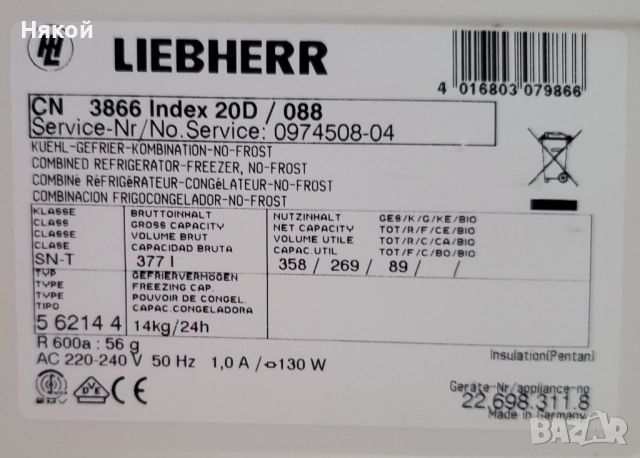 Някой
LIEBHERR
4 016803 079866
CN 3866 Index 20D / 088
Service-Nr/No.Service: 0974508-04
KUEHL-GEFRIER-KOMBINATION-NO-FROST
COMBINED REFRIGERATOR-FREEZER, NO-FROST
COMBINé RéFRIGéRATEUR-CONGéLATEUR-NO-FROST
COMBINACION FRIGOCONGELADOR-NO-FROST
KLASSE BRUTTOINHALT NUTZINHALT GES/K/G/KE/BIO
CLASS GROSS CAPACITY NET CAPACITY TOT/R/F/CE/BIO
CLASSE VOLUME BRUT VOLUME UTILE TOT/R/C/CA/BIO
CLASE CAPACIDAD BRUTA CAPAC.UTIL TOT/F/C/BO/BIO
SN-T 377 l 358 / 269 / 89 / /
TYP GEFRIERVERMÖGEN
TYPE FREEZING CAP.
TYPE POUVOIR DE CONGEL.
TIPO CAPAC.CONGELADORA
5 6214 4 14kg/24h
R 600a : 56 g
AC 220-240 V 50 Hz 1,0 A / 130 W
Insulation(Pentan)
DVE
Geräte-Nr/appliance-no
22.698.311.8
Made in Germany
bazar